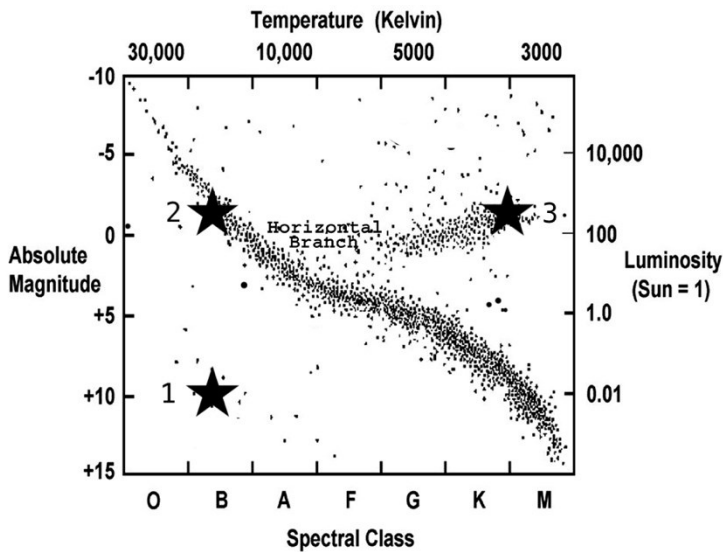 Temperature (Kelvin)
30,000 10,000 5000 3000
-10
-5 10,000
2 3
Horizontal
Branch
0 100
Absolute
Magnitude
Luminosity
(Sun = 1)
+5 1.0
1
+10 0.01
+15
O B A F G K M
Spectral Class